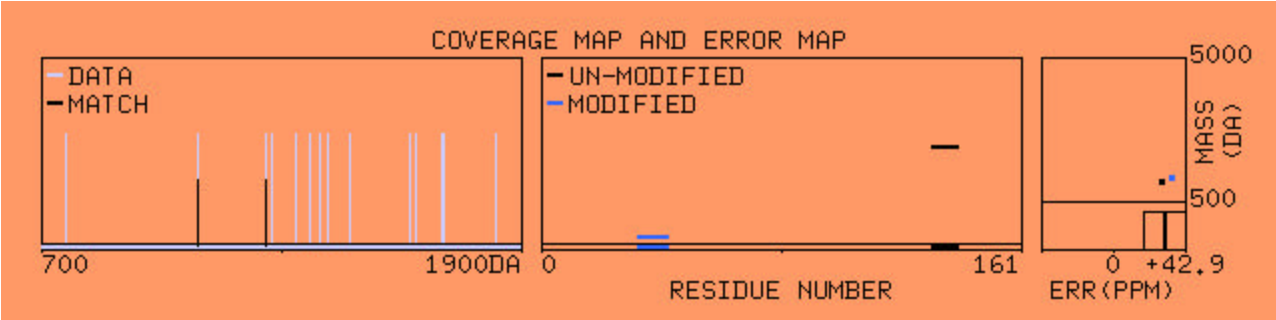 COVERAGE MAP AND ERROR MAP
DATA
MATCH
700
1900DA
UN-MODIFIED
MODIFIED
0
161
RESIDUE NUMBER
5000
MASS
(DA)
500
0
+42.9
ERR(PPM)